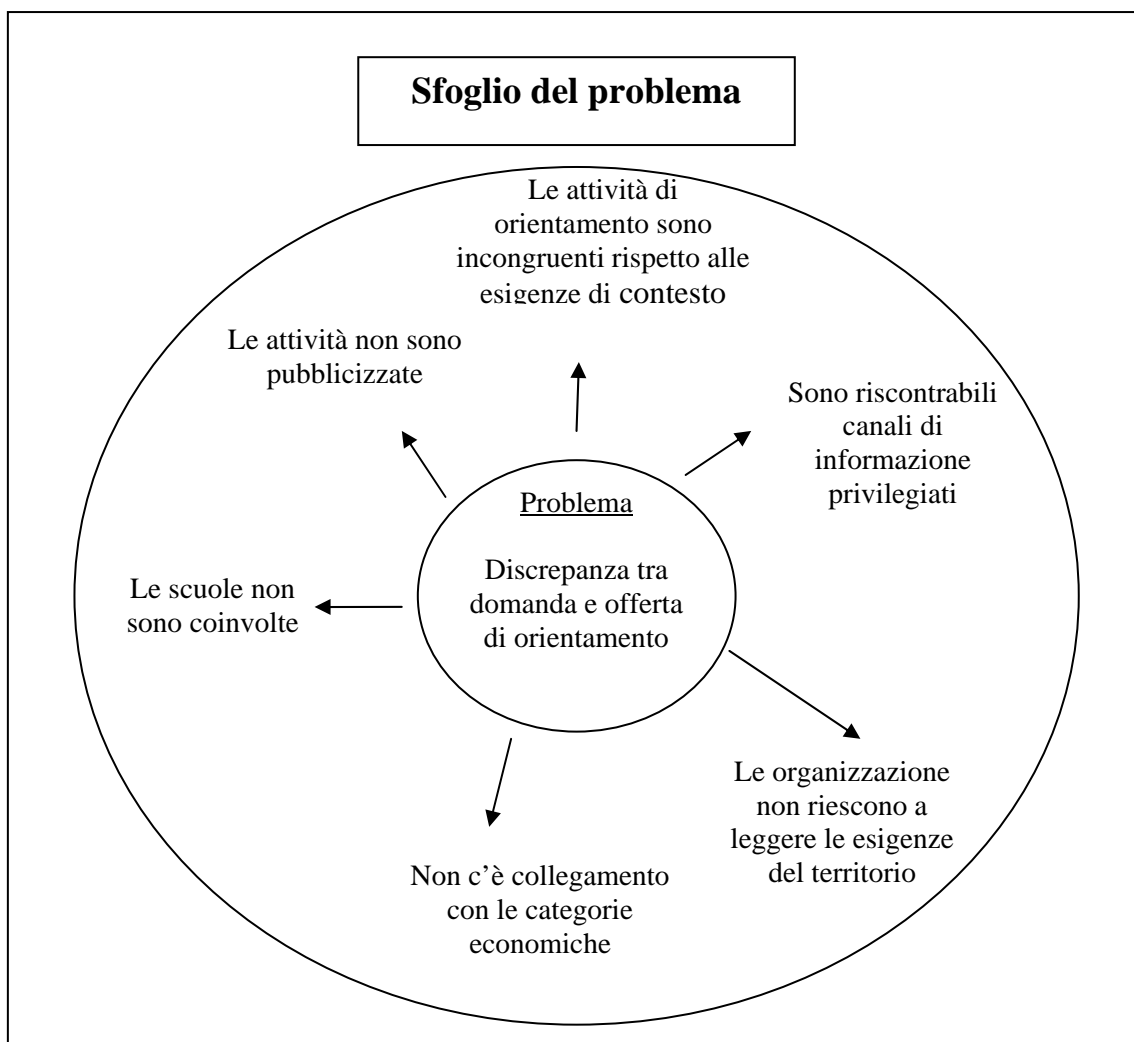 Sfoglio del problema
Le attività di
orientamento sono
incongruenti rispetto alle
esigenze di contesto
Le attività non sono
pubblicizzate
Sono riscontrabili
canali di
informazione
privilegiati
Problema
Discrepanza tra
domanda e offerta
di orientamento
Le scuole non
sono coinvolte
Le organizzazione
non riescono a
leggere le esigenze
del territorio
Non c’è collegamento
con le categorie
economiche